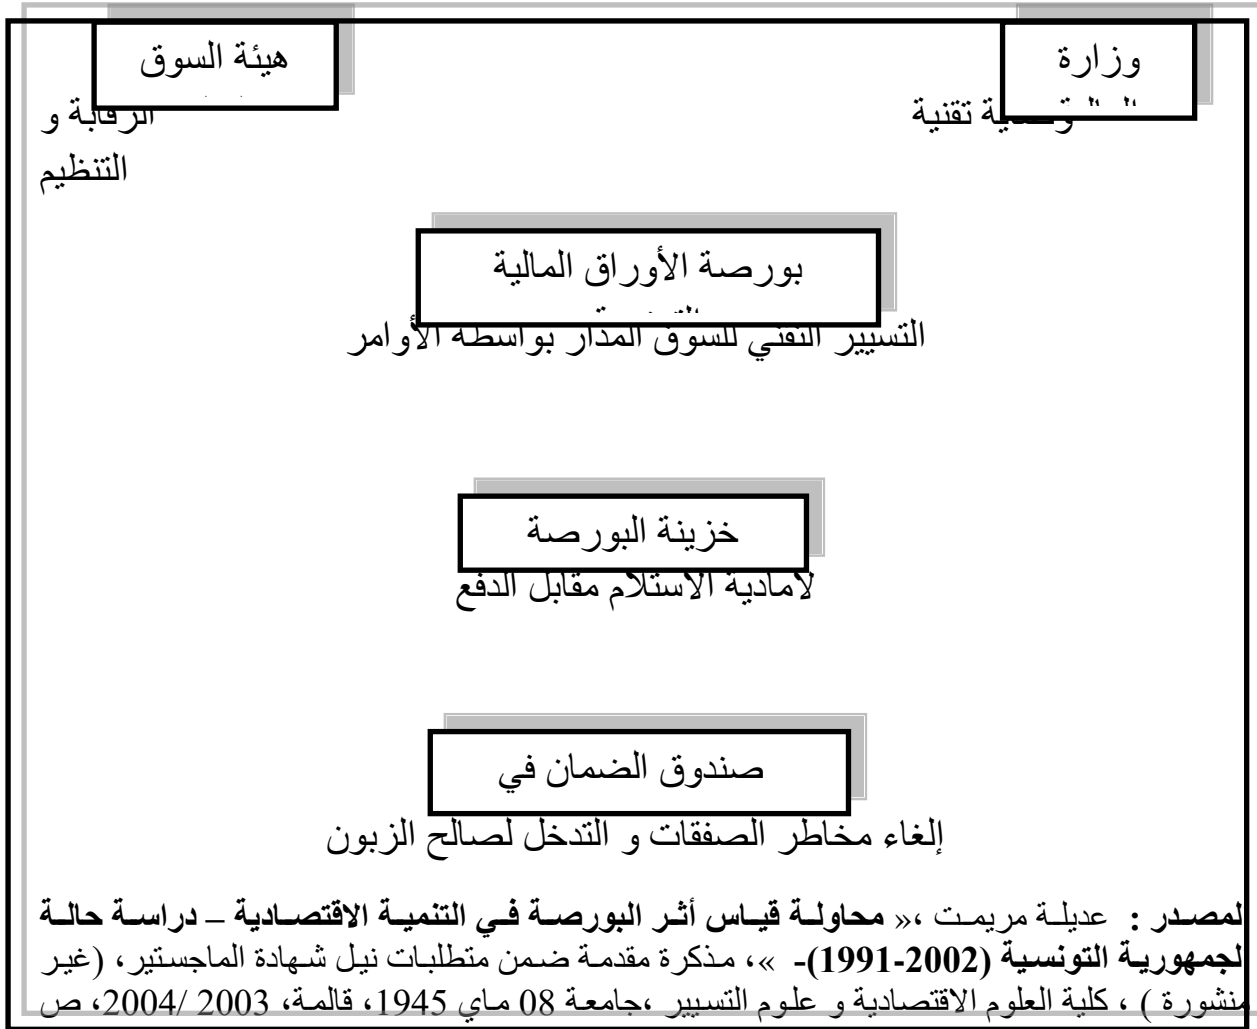 وزارة
هيئة السوق
تقنية
الرقابة و
التنظيم
بورصة الأوراق المالية
التسيير التقني للسوق المدار بواسطة الأوامر
خزينة البورصة
لامادية الاستلام مقابل الدفع
صندوق الضمان في
إلغاء مخاطر الصفقات و التدخل لصالح الزبون
لمصدر : عديلة مريمت ،« محاولة قياس أثر البورصة في التنمية الاقتصادية – دراسة حالة
لجمهورية التونسية (1991-2002)- »، مذكرة مقدمة ضمن متطلبات نيل شهادة الماجستير، (غير
منشورة ) ، كلية العلوم الاقتصادية و علوم التسيير ،جامعة 08 ماي 1945، قالمة، 2003 /2004، ص